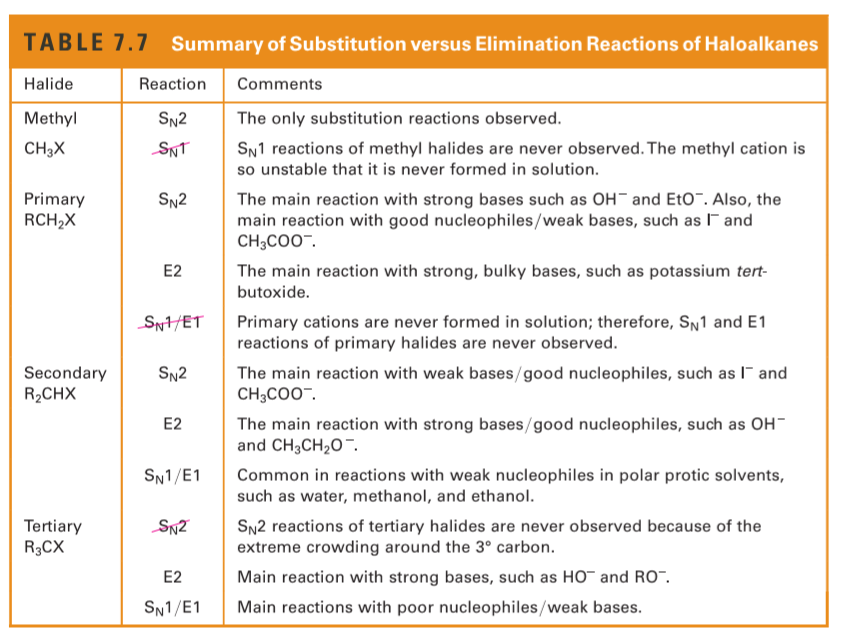 TABLE 7.7 Summary of Substitution versus Elimination Reactions of Haloalkanes
Halide Reaction Comments
Methyl S_N2 The only substitution reactions observed.
CH₃X S_N1 S_N1 reactions of methyl halides are never observed. The methyl cation is
so unstable that it is never formed in solution.
Primary S_N2 The main reaction with strong bases such as OH⁻ and EtO⁻. Also, the
RCH₂X main reaction with good nucleophiles/weak bases, such as I⁻ and
CH₃COO⁻.
E2 The main reaction with strong, bulky bases, such as potassium tert-
butoxide.
S_N1/E1 Primary cations are never formed in solution; therefore, S_N1 and E1
reactions of primary halides are never observed.
Secondary S_N2 The main reaction with weak bases/good nucleophiles, such as I⁻ and
R₂CHX CH₃COO⁻.
E2 The main reaction with strong bases/good nucleophiles, such as OH⁻
and CH₃CH₂O⁻.
S_N1/E1 Common in reactions with weak nucleophiles in polar protic solvents,
such as water, methanol, and ethanol.
Tertiary S_N2 S_N2 reactions of tertiary halides are never observed because of the
R₃CX extreme crowding around the 3° carbon.
E2 Main reaction with strong bases, such as HO⁻ and RO⁻.
S_N1/E1 Main reactions with poor nucleophiles/weak bases.